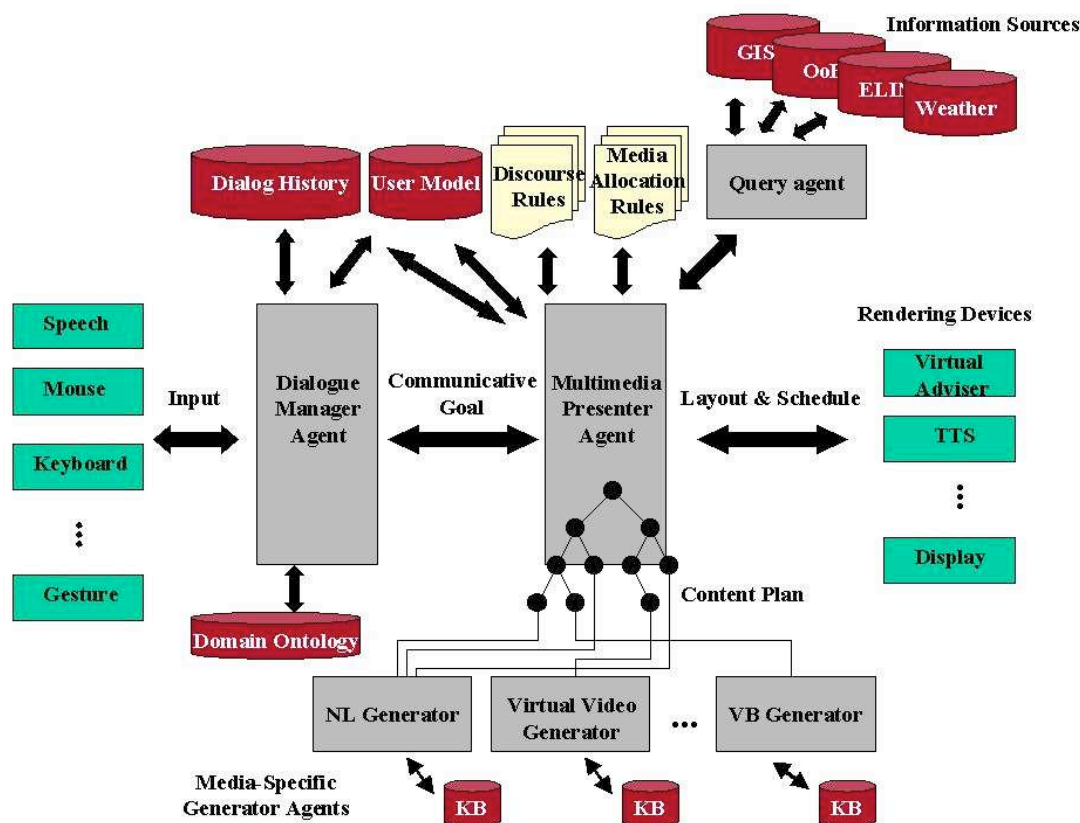 Information Sources
GIS
OoB
ELIN
Weather
Dialog History
User Model
Discourse
Rules
Media
Allocation
Rules
Query agent
Speech
Mouse
Keyboard
Gesture
Input
Dialogue
Manager
Agent
Communicative
Goal
Multimedia
Presenter
Agent
Layout & Schedule
Rendering Devices
Virtual
Adviser
TTS
Display
Content Plan
Domain Ontology
NL Generator
Virtual Video
Generator
...
VB Generator
Media-Specific
Generator Agents
KB
KB
KB